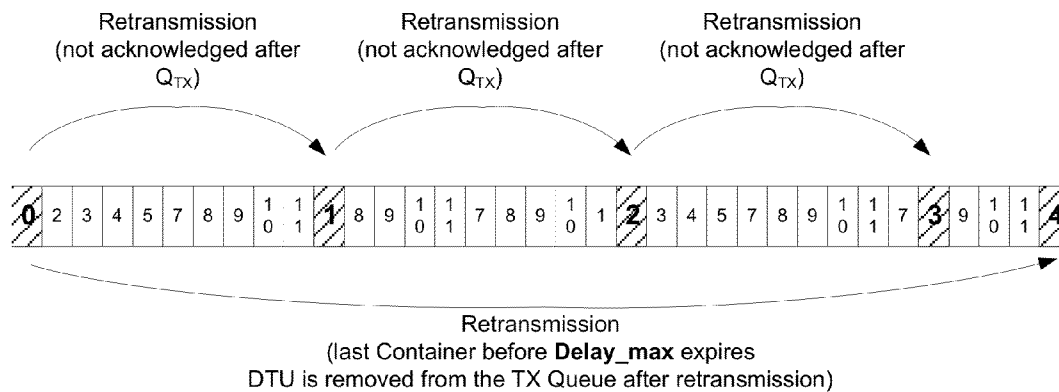 Retransmission
(not acknowledged after
QTX)
Retransmission
(not acknowledged after
QTX)
Retransmission
(not acknowledged after
QTX)
0 2 3 4 5 7 8 9 10 11 1 8 9 10 11 7 8 9 10 1 2 3 4 5 7 8 9 10 11 7 3 9 10 11 4
Retransmission
(last Container before Delay_max expires
DTU is removed from the TX Queue after retransmission)